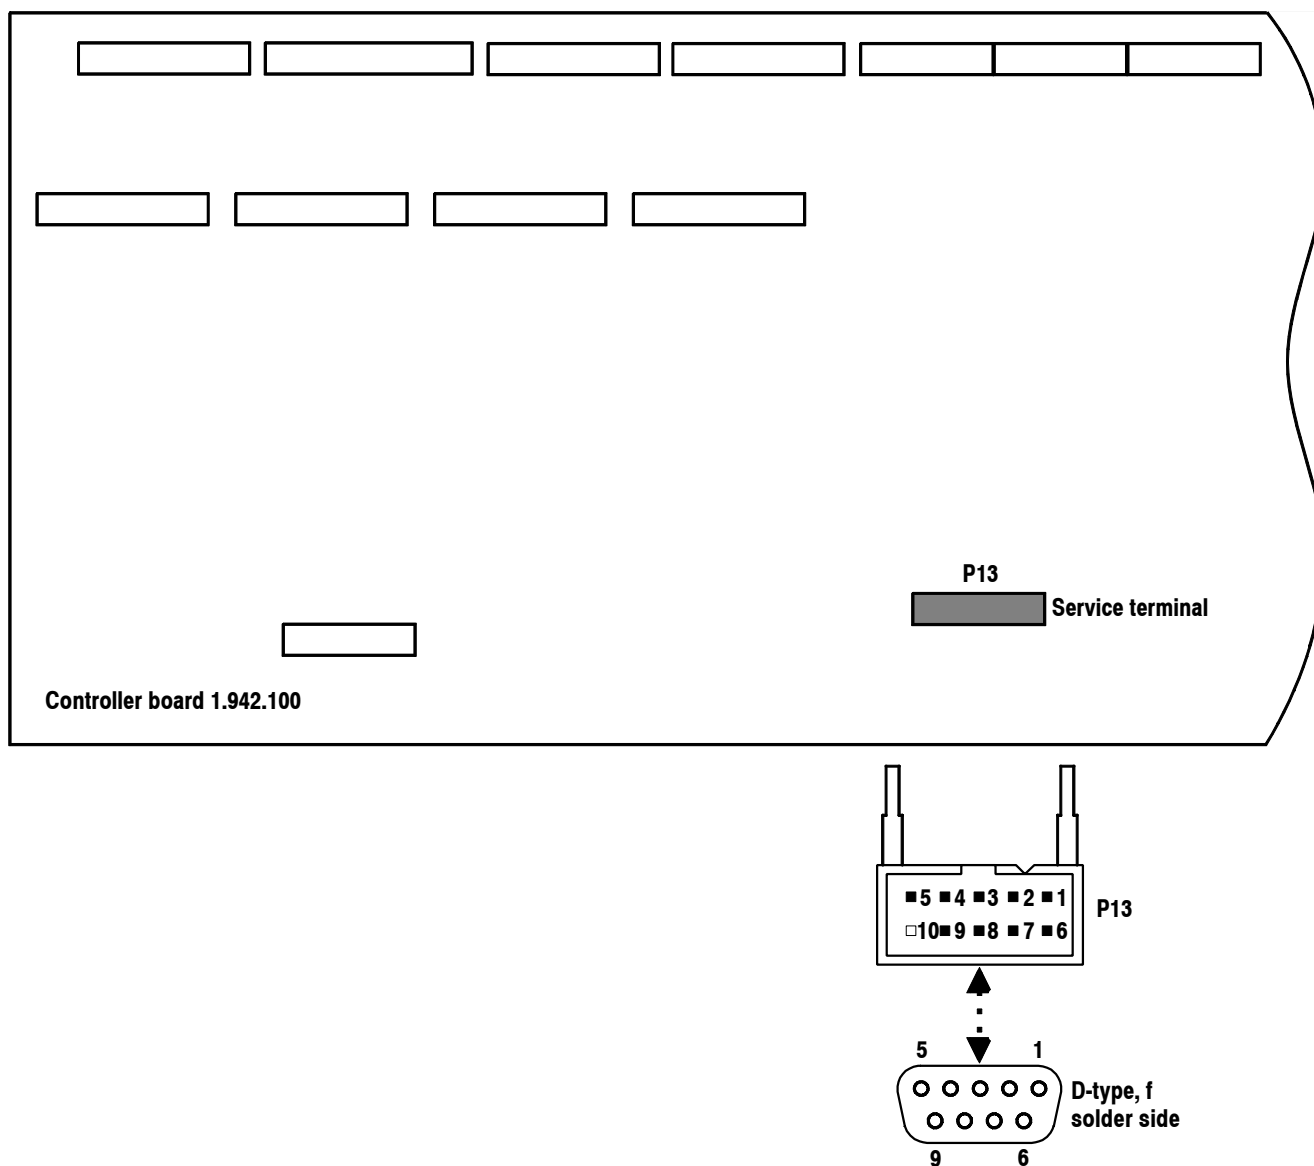 P13
Service terminal
Controller board 1.942.100
■5 ■4 ■3 ■2 ■1
□10■9 ■8 ■7 ■6
P13
5 1
D-type, f
solder side
9 6